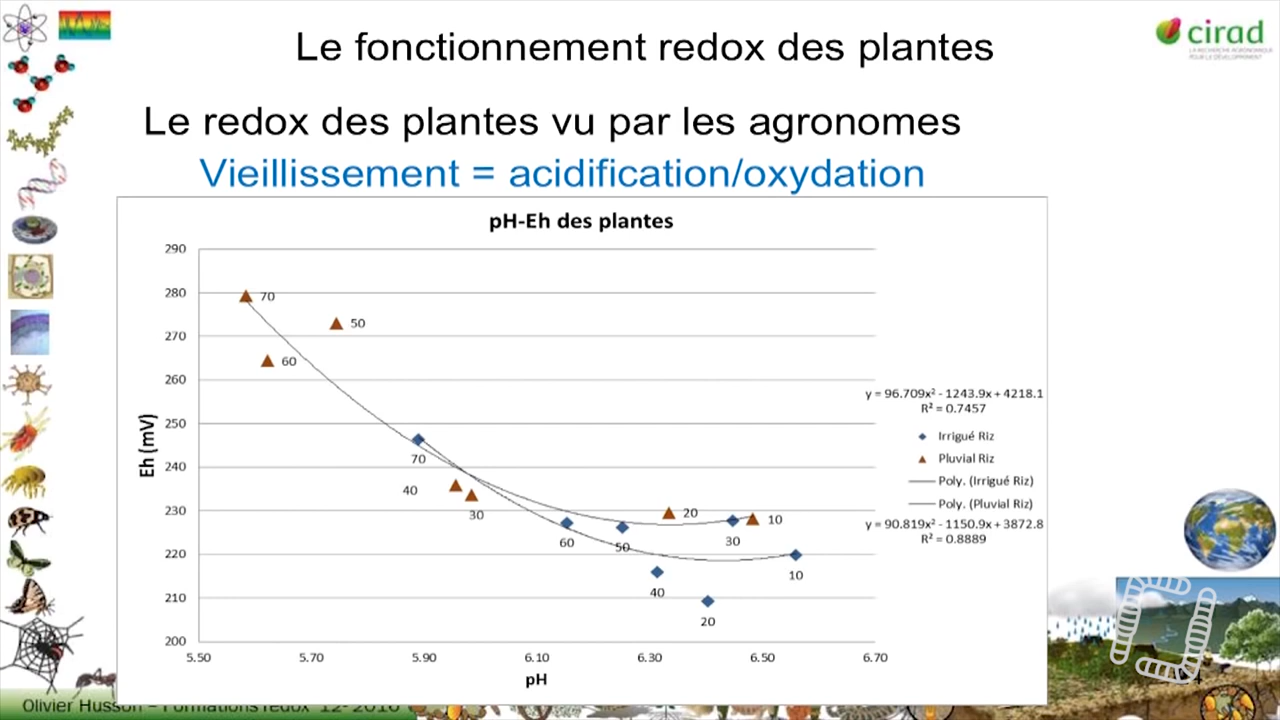 Le fonctionnement redox des plantes
cirad
LA RECHERCHE AGRONOMIQUE
POUR LE DÉVELOPPEMENT
Le redox des plantes vu par les agronomes
Vieillissement = acidification/oxydation
pH-Eh des plantes
290
280
270
260
250
240
230
220
210
200
Eh (mV)
70
50
60
70
40
30
60
50
40
20
20
30
10
10
y = 96.709x² - 1243.9x + 4218.1
R² = 0.7457
Irrigué Riz
Pluvial Riz
Poly. (Irrigué Riz)
Poly. (Pluvial Riz)
y = 90.819x² - 1150.9x + 3872.8
R² = 0.8889
5.50 5.70 5.90 6.10 6.30 6.50 6.70
pH
Olivier Husson – Formations redox 12- 2016